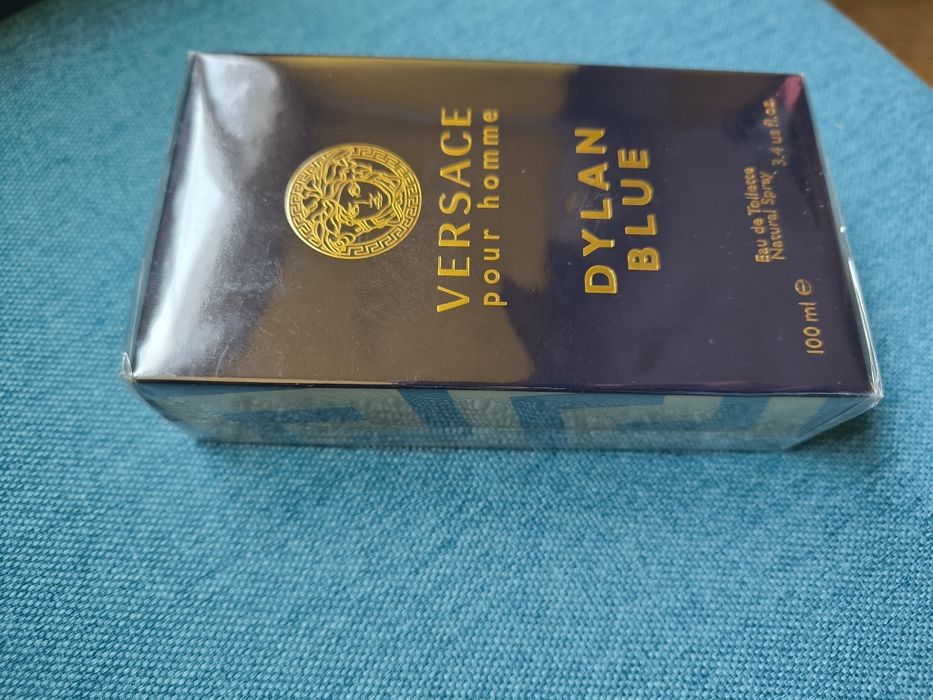 VERSACE
pour homme
DYLAN
BLUE
Eau de Toilette
Natural Spray
100 ml ℮
3.4 us fl.oz.